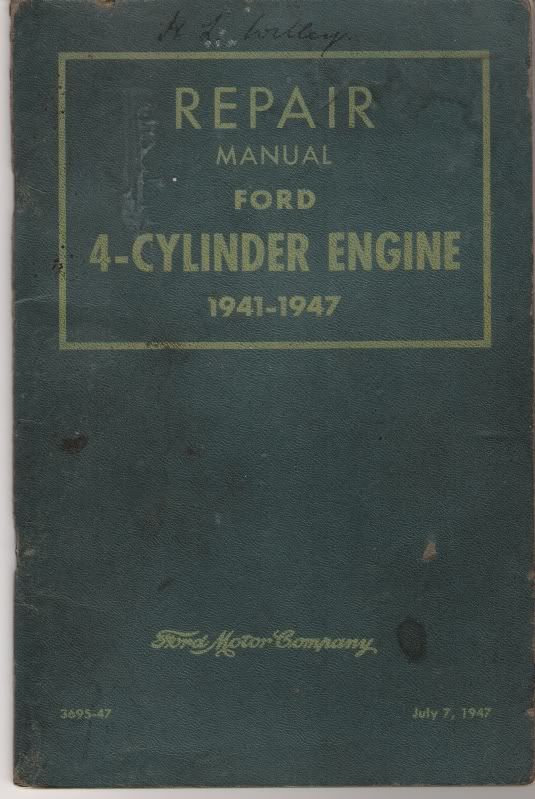 REPAIR
MANUAL
FORD
4-CYLINDER ENGINE
1941-1947
Ford Motor Company
3695-47
July 7, 1947